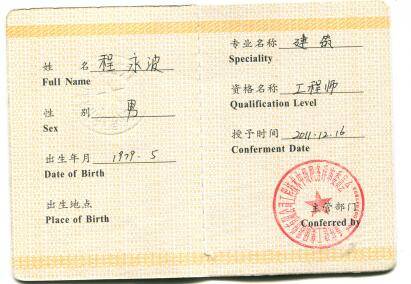 姓 名 程永波
Full Name
性 别 男
Sex
出生年月 1979.5
Date of Birth
出生地点
Place of Birth
专业名称 建筑
Speciality
资格名称 工程师
Qualification Level
授予时间 2011.12.16
Conferment Date
主管部门
Conferred by